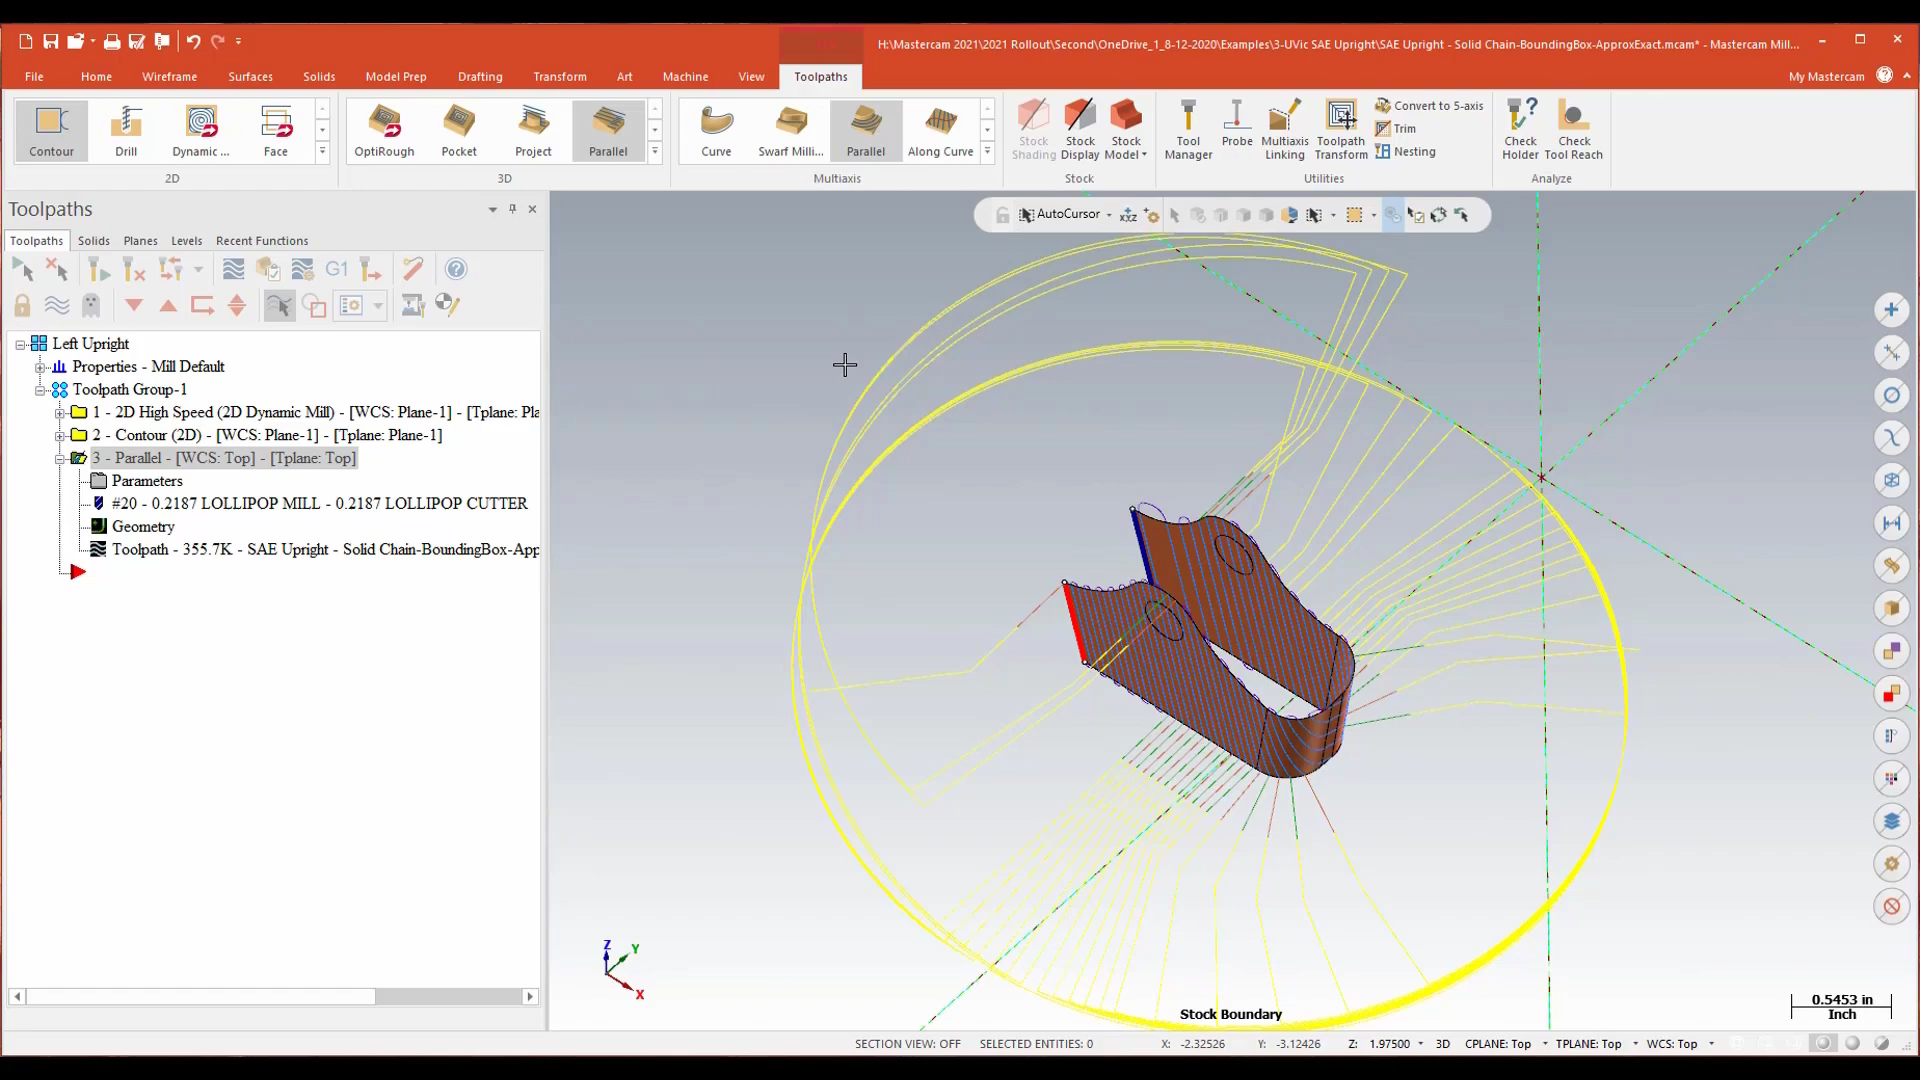 H:\Mastercam 2021\2021 Rollout\Second\OneDrive_1_8-12-2020\Examples\3-UVic SAE Upright\SAE Upright - Solid Chain-BoundingBox-ApproxExact.mcam* - Mastercam Mill...
File Home Wireframe Surfaces Solids Model Prep Drafting Transform Art Machine View Toolpaths My Mastercam
Contour Drill Dynamic ... Face
2D
OptiRough Pocket Project Parallel
3D
Curve Swarf Milli... Parallel Along Curve
Multiaxis
Stock Shading Stock Display Stock Model
Stock
Tool Manager Probe Multiaxis Linking Toolpath Transform
Convert to 5-axis
Trim
Nesting
Utilities
Check Holder Check Tool Reach
Analyze
Toolpaths
Toolpaths Solids Planes Levels Recent Functions
G1
AutoCursor
XYZ
Left Upright
Properties - Mill Default
Toolpath Group-1
1 - 2D High Speed (2D Dynamic Mill) - [WCS: Plane-1] - [Tplane: Pla
2 - Contour (2D) - [WCS: Plane-1] - [Tplane: Plane-1]
3 - Parallel - [WCS: Top] - [Tplane: Top]
Parameters
#20 - 0.2187 LOLLIPOP MILL - 0.2187 LOLLIPOP CUTTER
Geometry
Toolpath - 355.7K - SAE Upright - Solid Chain-BoundingBox-App
Z
Y
X
Stock Boundary
0.5453 in
Inch
SECTION VIEW: OFF SELECTED ENTITIES: 0 X: -2.32526 Y: -3.12426 Z: 1.97500 3D CPLANE: Top TPLANE: Top WCS: Top